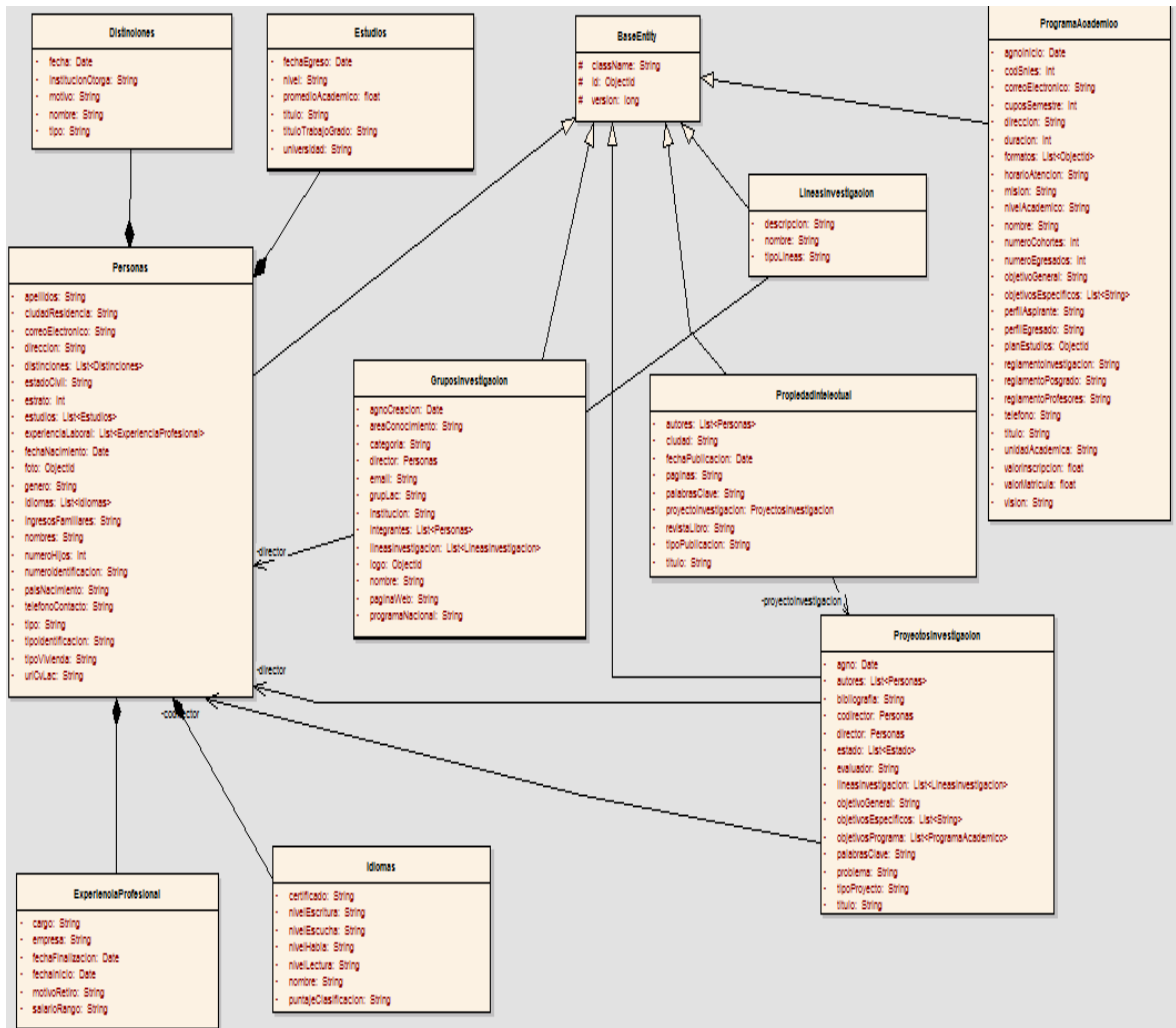 Distinciones
- fecha: Date
- institucionOtorga: String
- motivo: String
- nombre: String
- tipo: String
Estudios
- fechaEgreso: Date
- nivel: String
- promedioAcademico: float
- titulo: String
- tituloTrabajoGrado: String
- universidad: String
BaseEntity
# className: String
# id: ObjectId
# version: long
ProgramaAcademico
- agnoInicio: Date
- codSnies: int
- correoElectronico: String
- cuposSemestre: int
- direccion: String
- duracion: int
- formatos: List<ObjectId>
- horarioAtencion: String
- mision: String
- nivelAcademico: String
- nombre: String
- numeroCohortes: int
- numeroEgresados: int
- objetivoGeneral: String
- objetivosEspecificos: List<String>
- perfilAspirante: String
- perfilEgresado: String
- planEstudios: ObjectId
- reglamentoInvestigacion: String
- reglamentoPosgrado: String
- reglamentoProfesores: String
- telefono: String
- titulo: String
- unidadAcademica: String
- valorInscripcion: float
- valorMatricula: float
- vision: String
LineasInvestigacion
- descripcion: String
- nombre: String
- tipoLineas: String
Personas
- apellidos: String
- ciudadResidencia: String
- correoElectronico: String
- direccion: String
- distinciones: List<Distinciones>
- estadoCivil: String
- estrato: int
- estudios: List<Estudios>
- experienciaLaboral: List<ExperienciaProfesional>
- fechaNacimiento: Date
- foto: ObjectId
- genero: String
- idiomas: List<Idiomas>
- ingresosFamiliares: String
- nombres: String
- numeroHijos: int
- numeroIdentificacion: String
- paisNacimiento: String
- telefonoContacto: String
- tipo: String
- tipoIdentificacion: String
- tipoVivienda: String
- urlCvLac: String
GruposInvestigacion
- agnoCreacion: Date
- areaConocimiento: String
- categoria: String
- director: Personas
- email: String
- grupLac: String
- institucion: String
- integrantes: List<Personas>
- lineasInvestigacion: List<LineasInvestigacion>
- logo: ObjectId
- nombre: String
- paginaWeb: String
- programaNacional: String
PropiedadIntelectual
- autores: List<Personas>
- ciudad: String
- fechaPublicacion: Date
- paginas: String
- palabrasClave: String
- proyectoInvestigacion: ProyectosInvestigacion
- revistaLibro: String
- tipoPublicacion: String
- titulo: String
-director
-proyectoInvestigacion
ProyectosInvestigacion
- agno: Date
- autores: List<Personas>
- bibliografia: String
- codirector: Personas
- director: Personas
- estado: List<Estado>
- evaluador: String
- lineasInvestigacion: List<LineasInvestigacion>
- objetivoGeneral: String
- objetivosEspecificos: List<String>
- objetivosPrograma: List<ProgramaAcademico>
- palabrasClave: String
- problema: String
- tipoProyecto: String
- titulo: String
-director
-codirector
ExperienciaProfesional
- cargo: String
- empresa: String
- fechaFinalizacion: Date
- fechaInicio: Date
- motivoRetiro: String
- salarioRango: String
Idiomas
- certificado: String
- nivelEscritura: String
- nivelEscucha: String
- nivelHabla: String
- nivelLectura: String
- nombre: String
- puntajeClasificacion: String